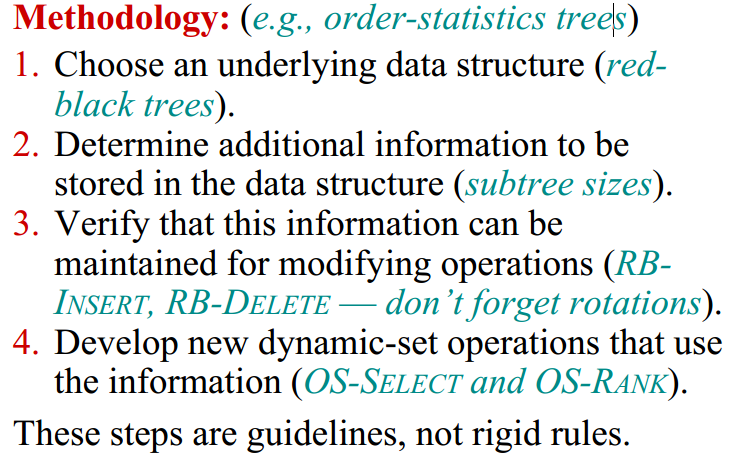 Methodology: (e.g., order-statistics trees)
1. Choose an underlying data structure (red-
black trees).
2. Determine additional information to be
stored in the data structure (subtree sizes).
3. Verify that this information can be
maintained for modifying operations (RB-
INSERT, RB-DELETE — don’t forget rotations).
4. Develop new dynamic-set operations that use
the information (OS-SELECT and OS-RANK).
These steps are guidelines, not rigid rules.